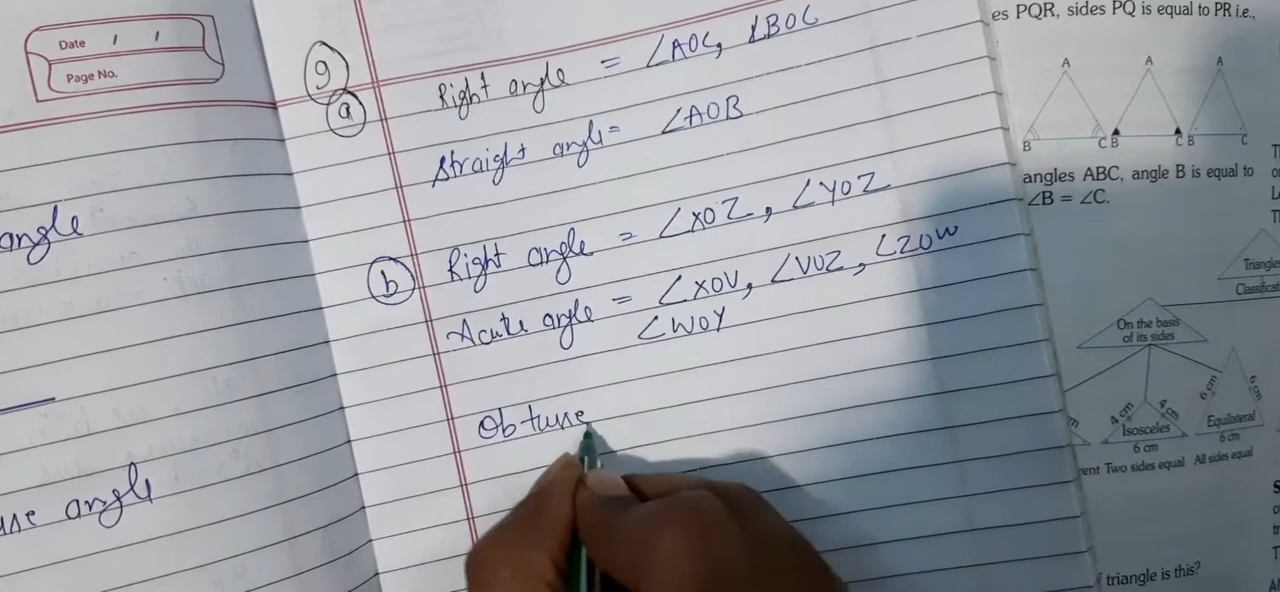 Date / /
Page No.
9
a
Right angle = ∠AOC, ∠BOC
Straight angle = ∠AOB
b
Right angle = ∠XOZ, ∠YOZ
Acute angle = ∠XOV, ∠VOZ, ∠ZOW
∠WOY
Obtuse
angle
angle
es PQR, sides PQ is equal to PR i.e.,
A A A
B C B C B C
angles ABC, angle B is equal to
∠B = ∠C.
Triangle
Classificat
On the basis
of its sides
4 cm 4 cm
Isosceles
6 cm
6 cm 6 cm
Equilateral
6 cm
rent Two sides equal All sides equal
triangle is this?